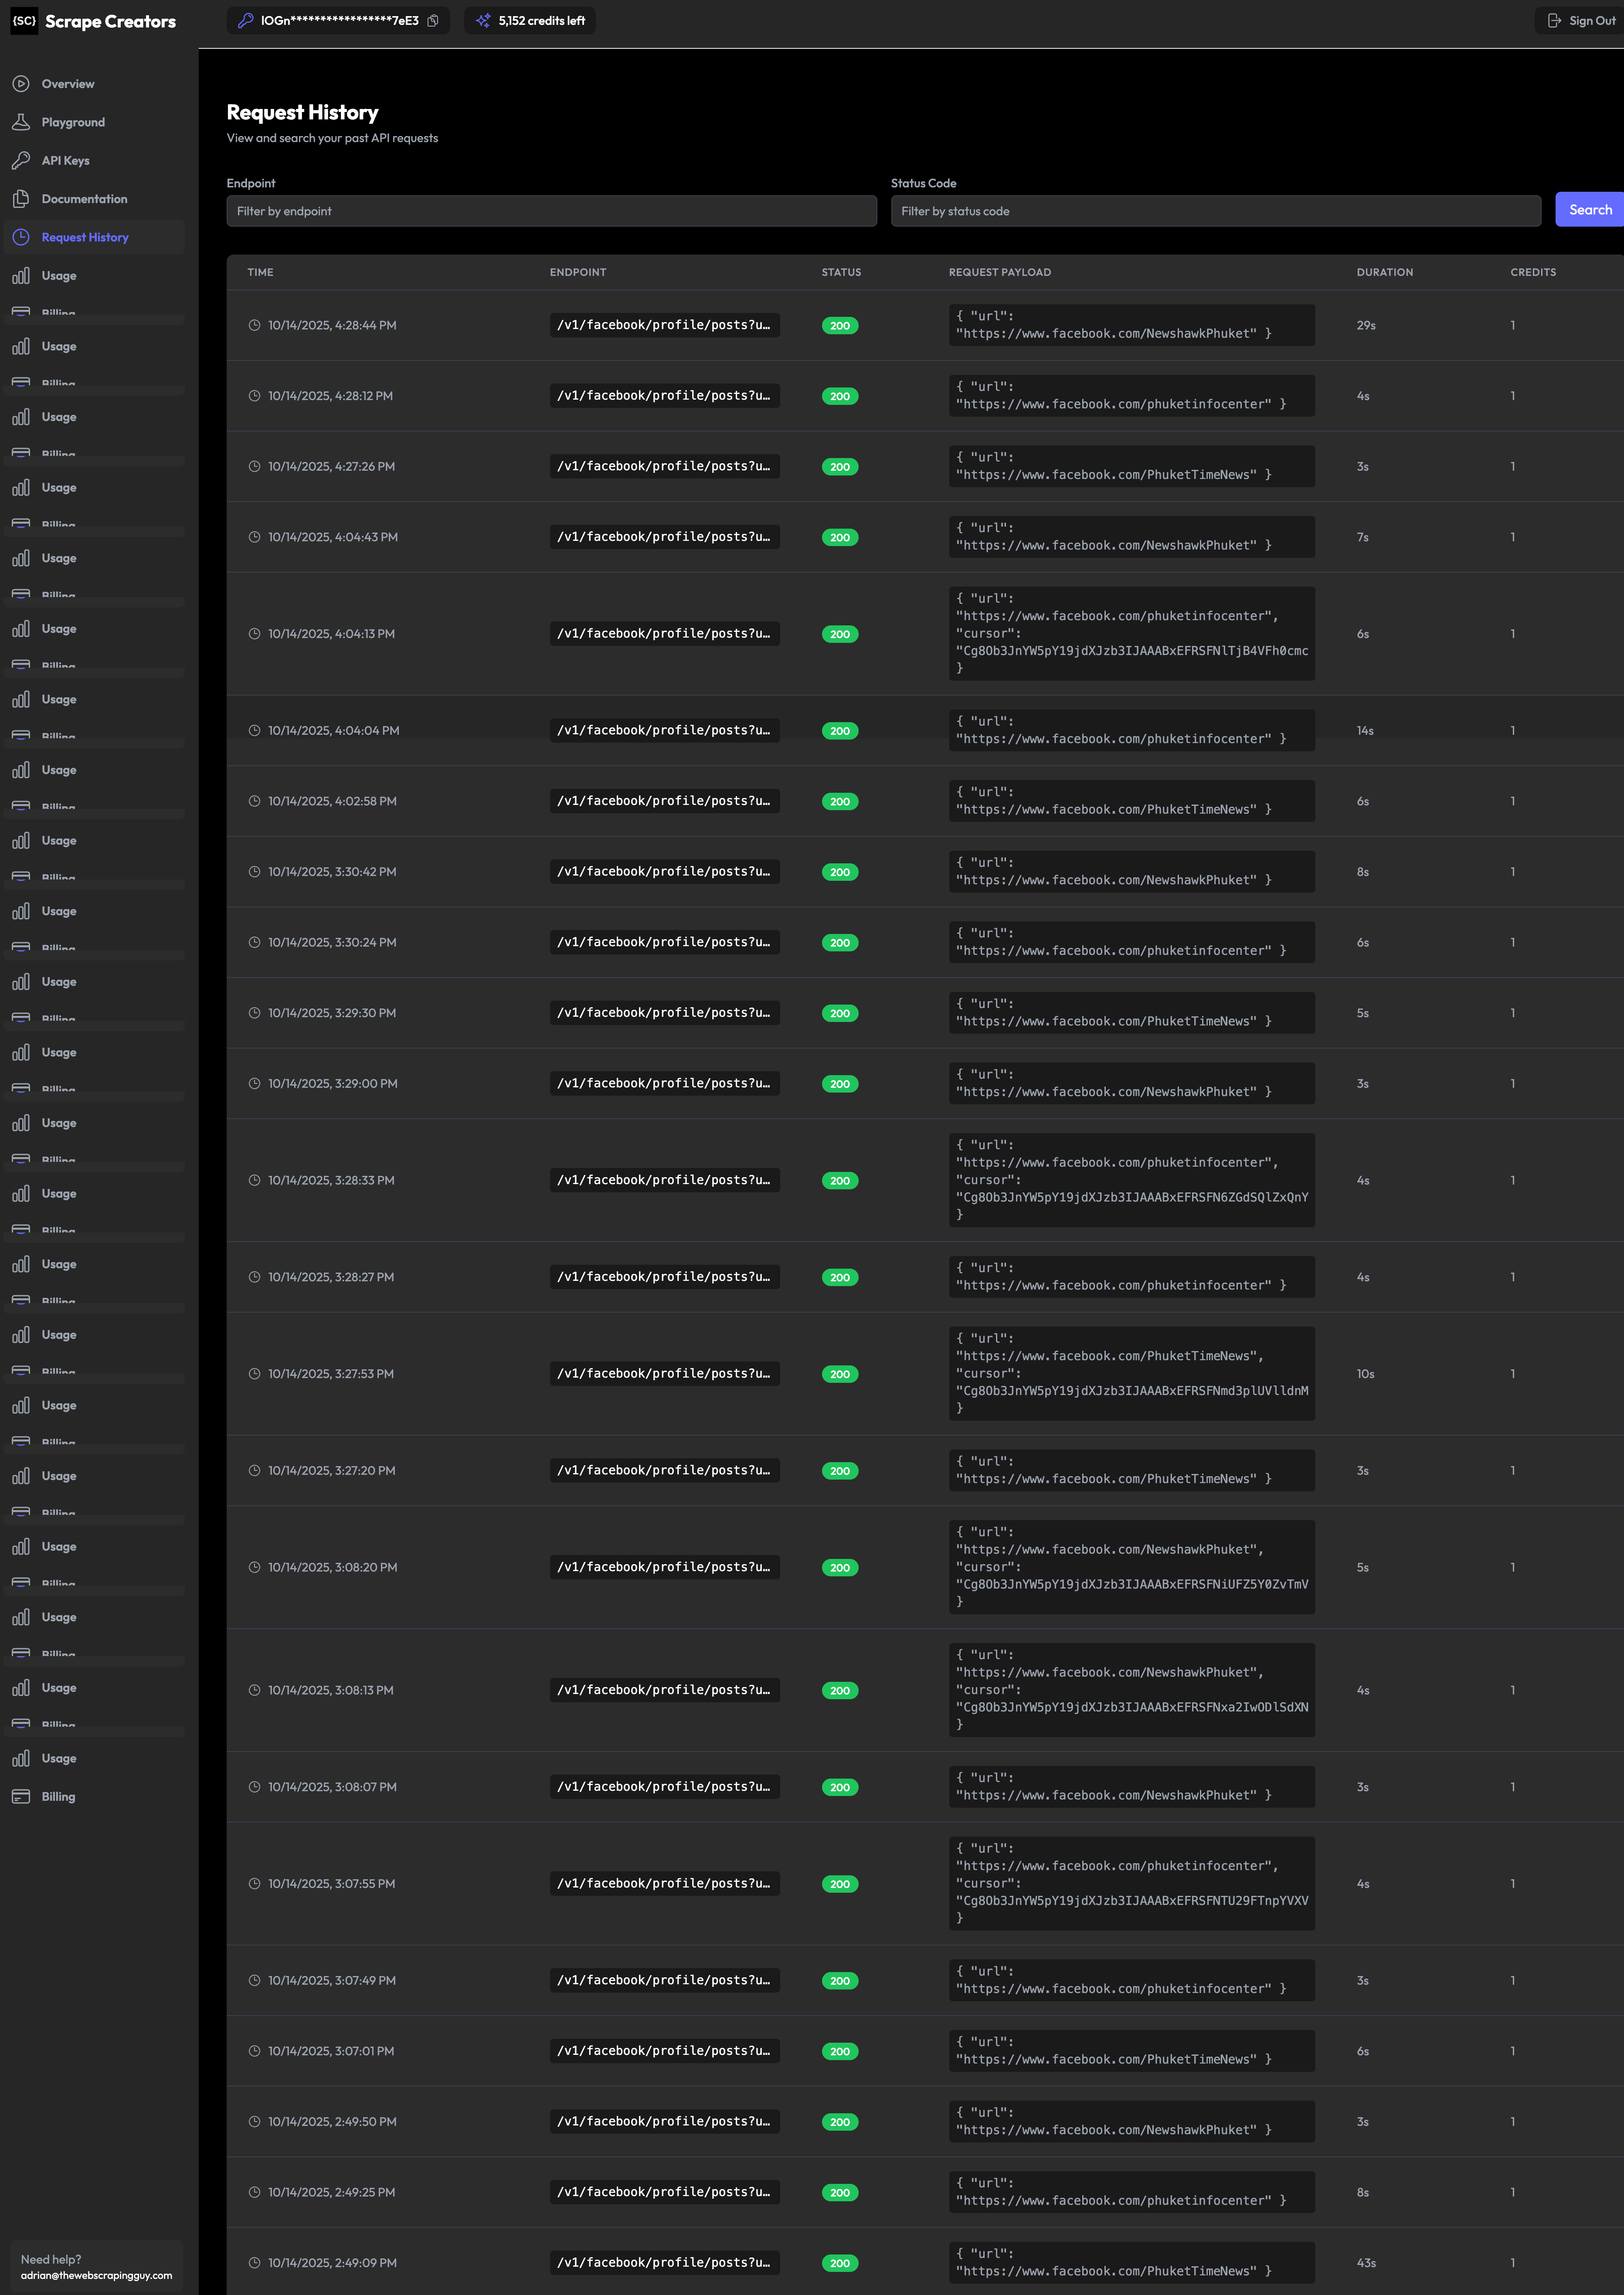 {SC} Scrape Creators
lOGn*****************7eE3
5,152 credits left
Sign Out
Overview
Playground
API Keys
Documentation
Request History
Usage
Billing
Usage
Billing
Usage
Billing
Usage
Billing
Usage
Billing
Usage
Billing
Usage
Billing
Usage
Billing
Usage
Billing
Usage
Billing
Usage
Billing
Usage
Billing
Usage
Billing
Usage
Billing
Usage
Billing
Usage
Billing
Usage
Billing
Usage
Billing
Usage
Billing
Usage
Billing
Usage
Billing
Usage
Billing
Need help?
adrian@thewebscrapingguy.com
Request History
View and search your past API requests
Endpoint
Filter by endpoint
Status Code
Filter by status code
Search
TIME ENDPOINT STATUS REQUEST PAYLOAD DURATION CREDITS
10/14/2025, 4:28:44 PM /v1/facebook/profile/posts?u… 200 { "url": 29s 1
"https://www.facebook.com/NewshawkPhuket" }
10/14/2025, 4:28:12 PM /v1/facebook/profile/posts?u… 200 { "url": 4s 1
"https://www.facebook.com/phuketinfocenter" }
10/14/2025, 4:27:26 PM /v1/facebook/profile/posts?u… 200 { "url": 3s 1
"https://www.facebook.com/PhuketTimeNews" }
10/14/2025, 4:04:43 PM /v1/facebook/profile/posts?u… 200 { "url": 7s 1
"https://www.facebook.com/NewshawkPhuket" }
10/14/2025, 4:04:13 PM /v1/facebook/profile/posts?u… 200 { "url": 6s 1
"https://www.facebook.com/phuketinfocenter",
"cursor":
"Cg8Ob3JnYW5pY19jdXJzb3IJAAABxEFRSFNlTjB4VFh0cmc
}
10/14/2025, 4:04:04 PM /v1/facebook/profile/posts?u… 200 { "url": 14s 1
"https://www.facebook.com/phuketinfocenter" }
10/14/2025, 4:02:58 PM /v1/facebook/profile/posts?u… 200 { "url": 6s 1
"https://www.facebook.com/PhuketTimeNews" }
10/14/2025, 3:30:42 PM /v1/facebook/profile/posts?u… 200 { "url": 8s 1
"https://www.facebook.com/NewshawkPhuket" }
10/14/2025, 3:30:24 PM /v1/facebook/profile/posts?u… 200 { "url": 6s 1
"https://www.facebook.com/phuketinfocenter" }
10/14/2025, 3:29:30 PM /v1/facebook/profile/posts?u… 200 { "url": 5s 1
"https://www.facebook.com/PhuketTimeNews" }
10/14/2025, 3:29:00 PM /v1/facebook/profile/posts?u… 200 { "url": 3s 1
"https://www.facebook.com/NewshawkPhuket" }
10/14/2025, 3:28:33 PM /v1/facebook/profile/posts?u… 200 { "url": 4s 1
"https://www.facebook.com/phuketinfocenter",
"cursor":
"Cg8Ob3JnYW5pY19jdXJzb3IJAAABxEFRSFN6ZGdSQlZxQnY
}
10/14/2025, 3:28:27 PM /v1/facebook/profile/posts?u… 200 { "url": 4s 1
"https://www.facebook.com/phuketinfocenter" }
10/14/2025, 3:27:53 PM /v1/facebook/profile/posts?u… 200 { "url": 10s 1
"https://www.facebook.com/PhuketTimeNews",
"cursor":
"Cg8Ob3JnYW5pY19jdXJzb3IJAAABxEFRSFNmd3plUVlldnM
}
10/14/2025, 3:27:20 PM /v1/facebook/profile/posts?u… 200 { "url": 3s 1
"https://www.facebook.com/PhuketTimeNews" }
10/14/2025, 3:08:20 PM /v1/facebook/profile/posts?u… 200 { "url": 5s 1
"https://www.facebook.com/NewshawkPhuket",
"cursor":
"Cg8Ob3JnYW5pY19jdXJzb3IJAAABxEFRSFNiUFZ5Y0ZvTmV
}
10/14/2025, 3:08:13 PM /v1/facebook/profile/posts?u… 200 { "url": 4s 1
"https://www.facebook.com/NewshawkPhuket",
"cursor":
"Cg8Ob3JnYW5pY19jdXJzb3IJAAABxEFRSFNxa2IwODlSdXN
}
10/14/2025, 3:08:07 PM /v1/facebook/profile/posts?u… 200 { "url": 3s 1
"https://www.facebook.com/NewshawkPhuket" }
10/14/2025, 3:07:55 PM /v1/facebook/profile/posts?u… 200 { "url": 4s 1
"https://www.facebook.com/phuketinfocenter",
"cursor":
"Cg8Ob3JnYW5pY19jdXJzb3IJAAABxEFRSFNTU29FTnpYVXV
}
10/14/2025, 3:07:49 PM /v1/facebook/profile/posts?u… 200 { "url": 3s 1
"https://www.facebook.com/phuketinfocenter" }
10/14/2025, 3:07:01 PM /v1/facebook/profile/posts?u… 200 { "url": 6s 1
"https://www.facebook.com/PhuketTimeNews" }
10/14/2025, 2:49:50 PM /v1/facebook/profile/posts?u… 200 { "url": 3s 1
"https://www.facebook.com/NewshawkPhuket" }
10/14/2025, 2:49:25 PM /v1/facebook/profile/posts?u… 200 { "url": 8s 1
"https://www.facebook.com/phuketinfocenter" }
10/14/2025, 2:49:09 PM /v1/facebook/profile/posts?u… 200 { "url": 43s 1
"https://www.facebook.com/PhuketTimeNews" }